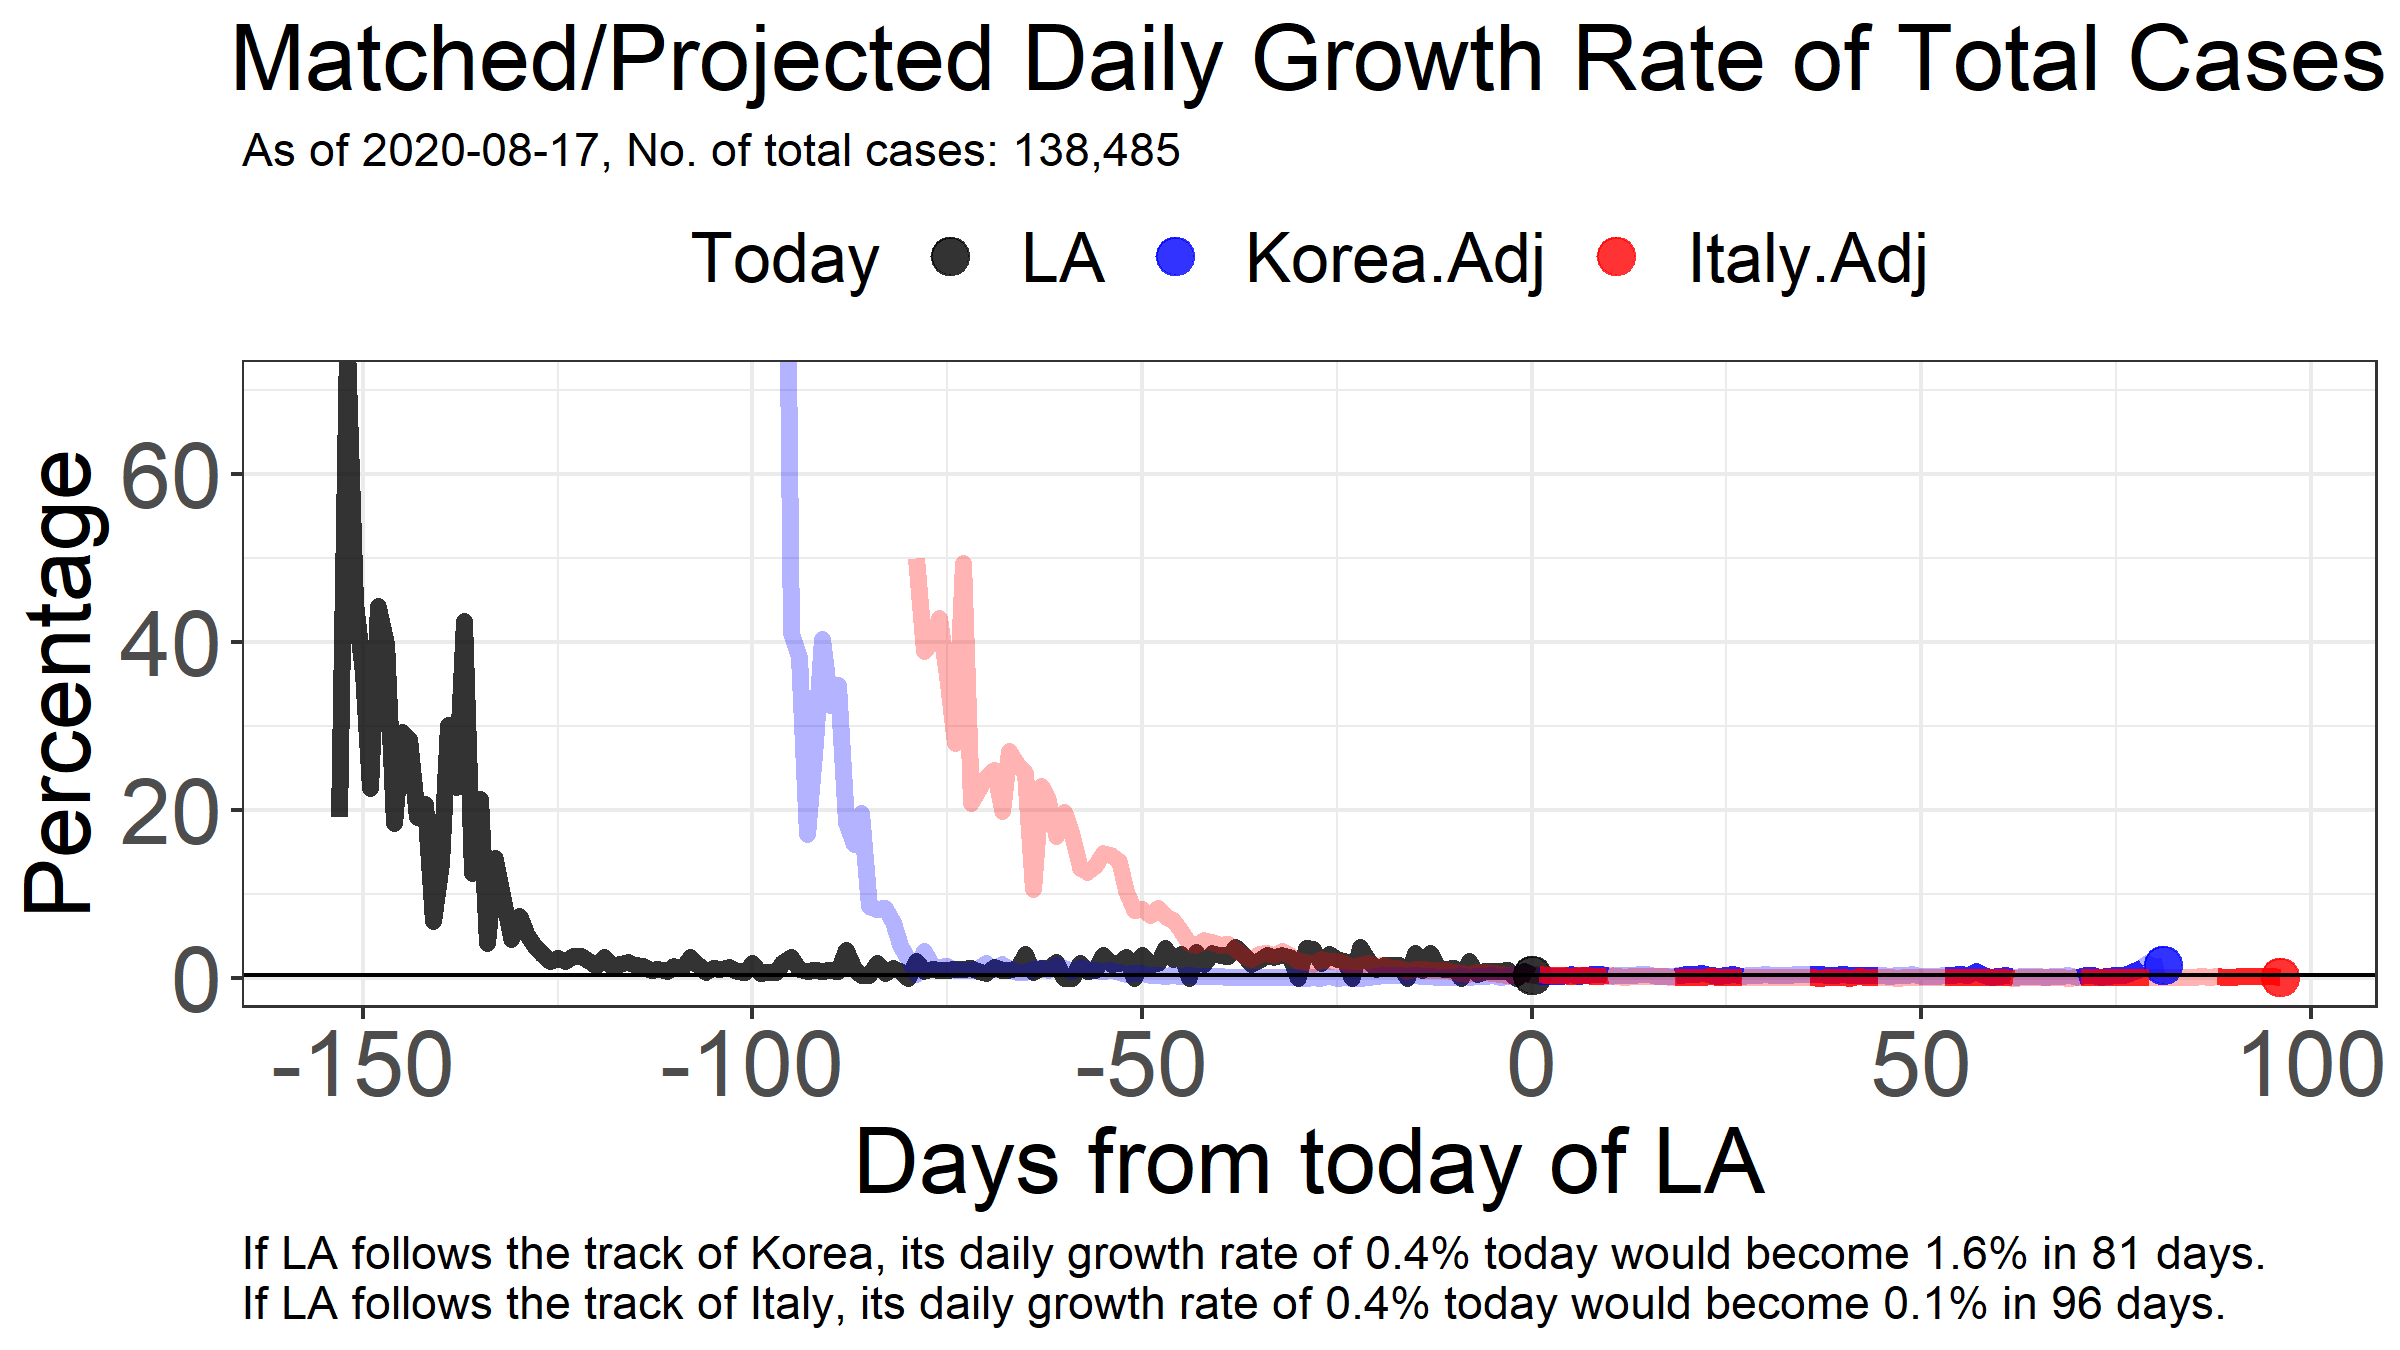 Matched/Projected Daily Growth Rate of Total Cases
As of 2020-08-17, No. of total cases: 138,485
Today LA Korea.Adj Italy.Adj
Percentage
60
40
20
0
-150 -100 -50 0 50 100
Days from today of LA
If LA follows the track of Korea, its daily growth rate of 0.4% today would become 1.6% in 81 days.
If LA follows the track of Italy, its daily growth rate of 0.4% today would become 0.1% in 96 days.